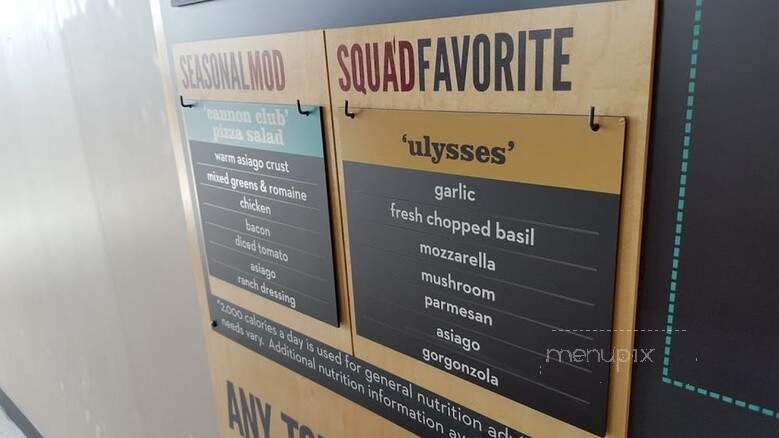 SEASONALMOD
'cannon club'
pizza salad
warm asiago crust
mixed greens & romaine
chicken
bacon
diced tomato
asiago
ranch dressing
SQUADFAVORITE
'ulysses'
garlic
fresh chopped basil
mozzarella
mushroom
parmesan
asiago
gorgonzola
*2,000 calories a day is used for general nutrition
needs vary. Additional nutrition information
ANY
menupix